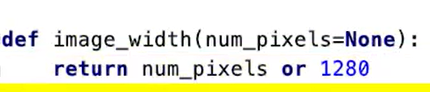 def image_width(num_pixels=None):
    return num_pixels or 1280